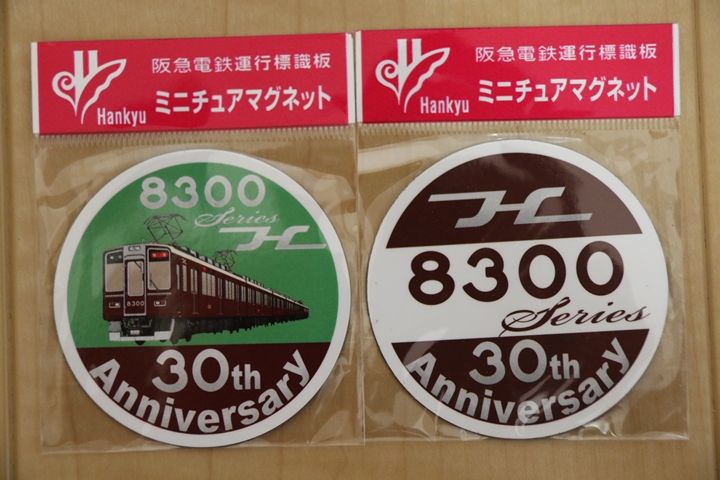 阪急電鉄運行標識板
Hankyu
ミニチュアマグネット
8300
Series
H
8300
30th
Anniversary
阪急電鉄運行標識板
Hankyu
ミニチュアマグネット
H
8300
Series
30th
Anniversary